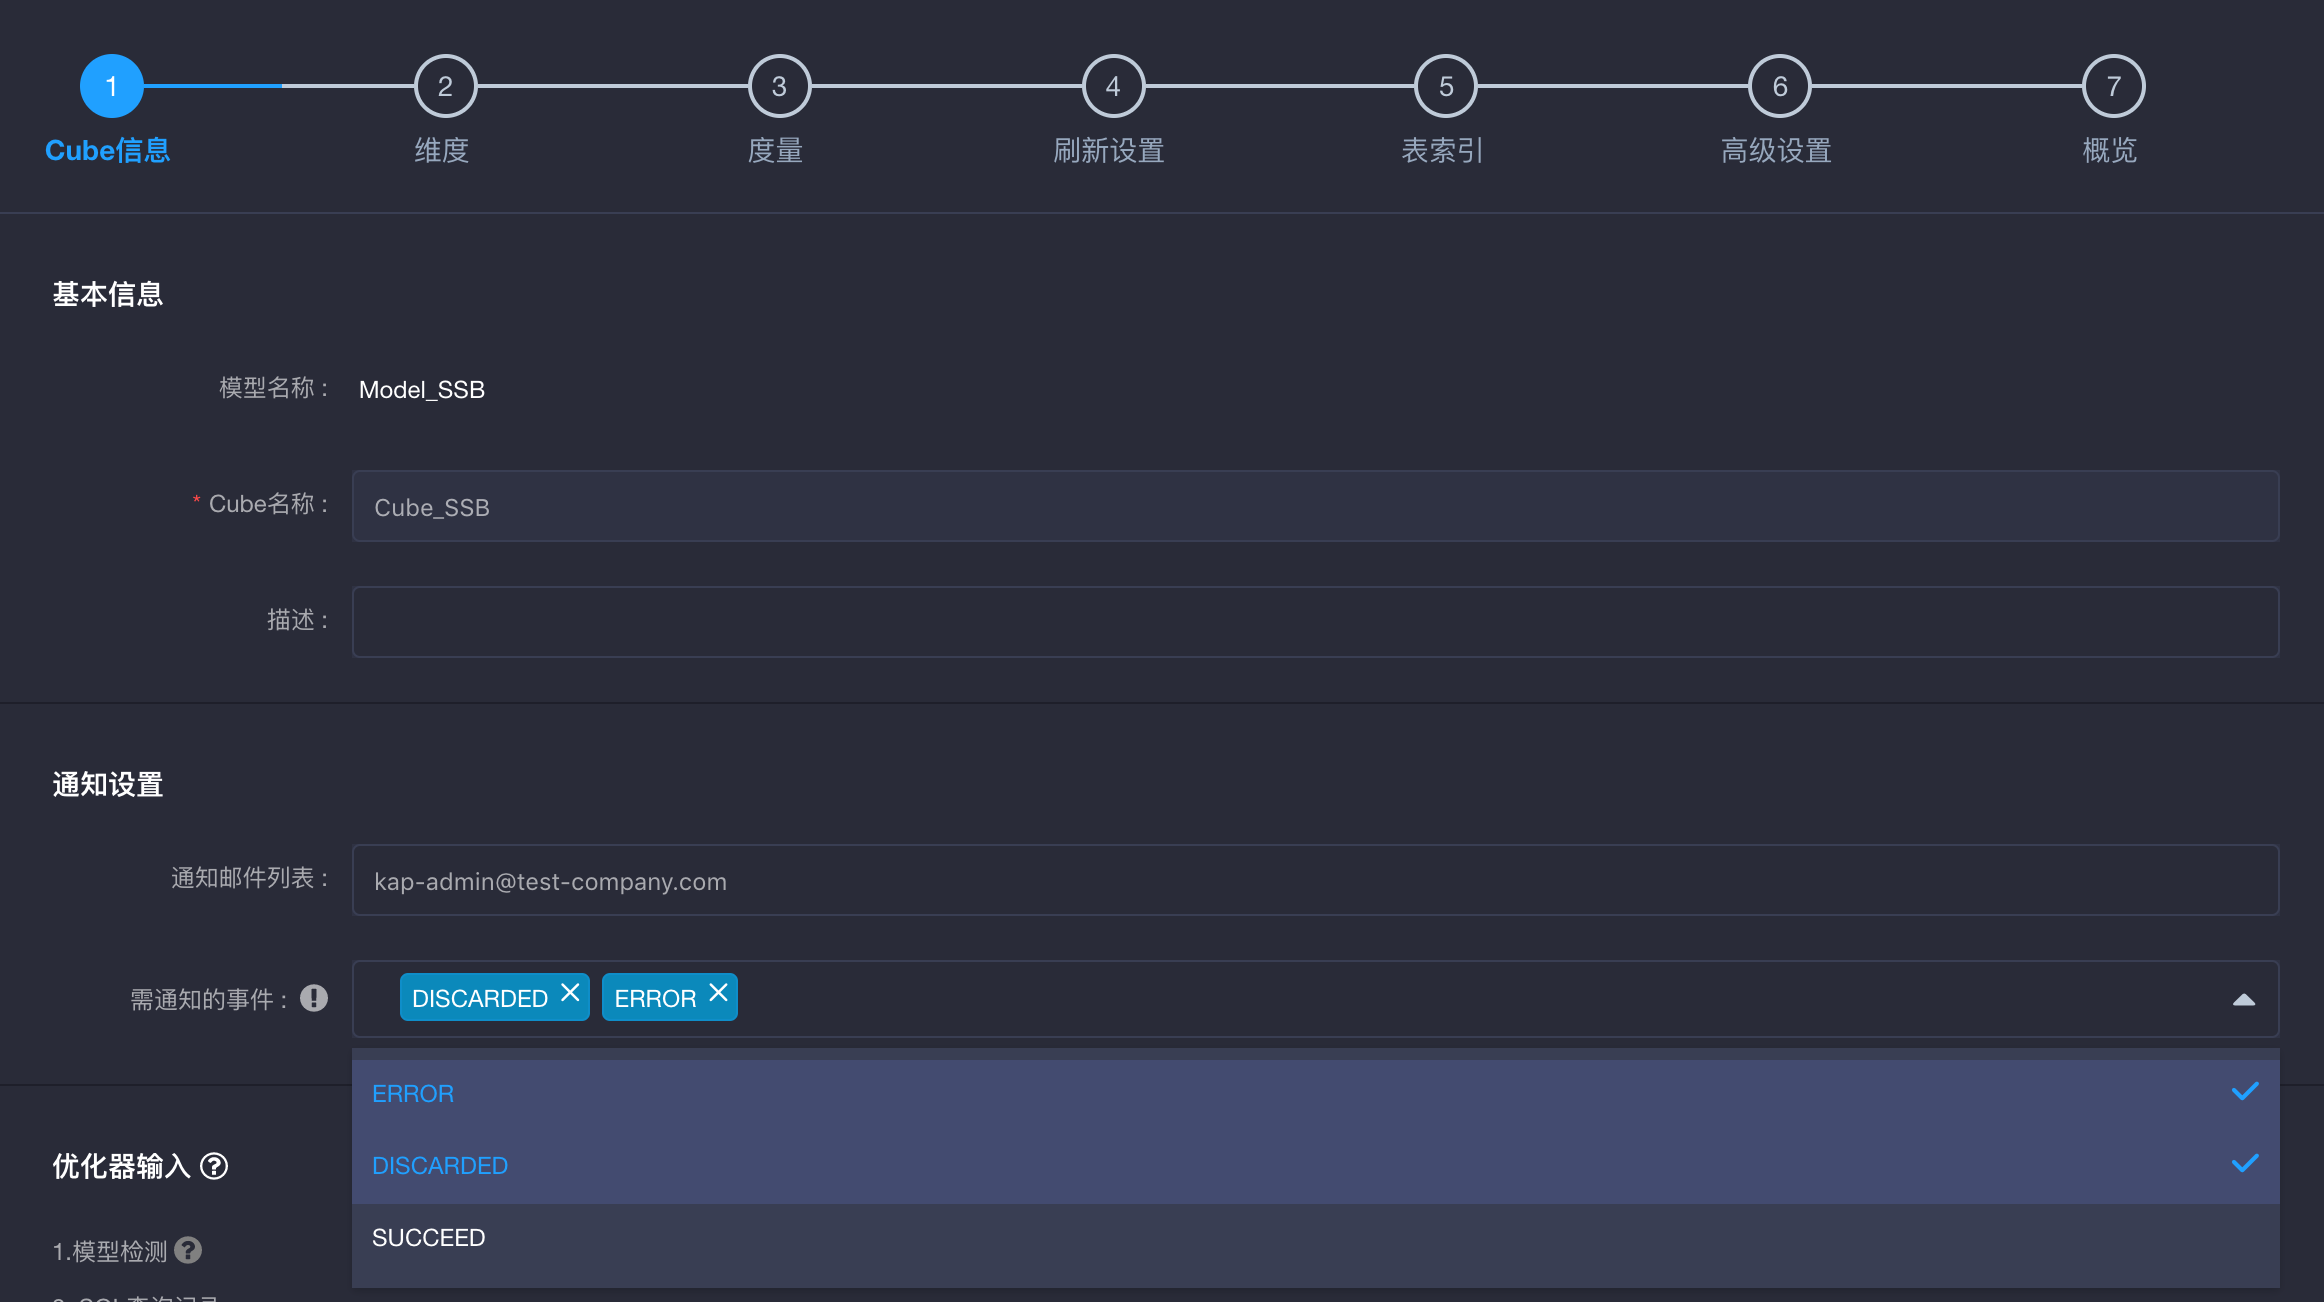 1 2 3 4 5 6 7
Cube信息 维度 度量 刷新设置 表索引 高级设置 概览
基本信息
模型名称 : Model_SSB
* Cube名称 : Cube_SSB
描述 :
通知设置
通知邮件列表 : kap-admin@test-company.com
需通知的事件 : DISCARDED ERROR
ERROR
DISCARDED
优化器输入
SUCCEED
1.模型检测